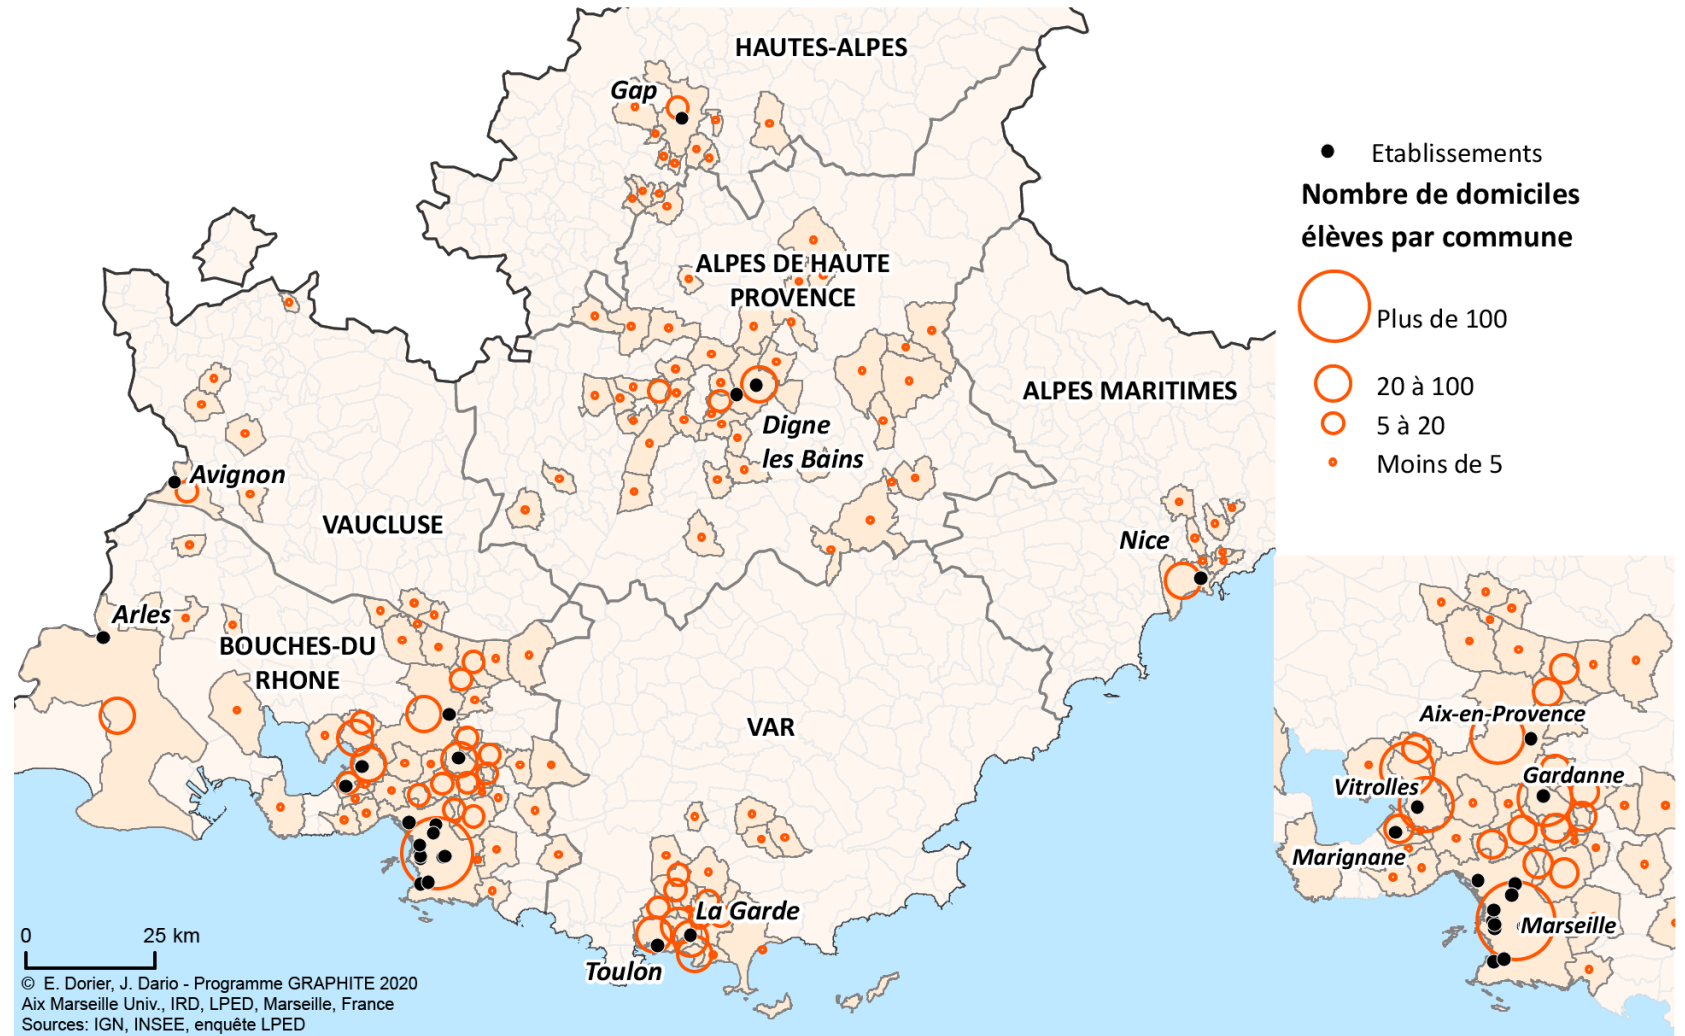 HAUTES-ALPES
Gap
Etablissements
Nombre de domiciles
élèves par commune
Plus de 100
20 à 100
5 à 20
Moins de 5
ALPES DE HAUTE
PROVENCE
ALPES MARITIMES
Digne
les Bains
Avignon
VAUCLUSE
Nice
Arles
BOUCHES-DU
RHONE
VAR
Aix-en-Provence
Gardanne
Vitrolles
Marignane
Marseille
La Garde
Toulon
0 25 km
© E. Dorier, J. Dario - Programme GRAPHITE 2020
Aix Marseille Univ., IRD, LPED, Marseille, France
Sources: IGN, INSEE, enquête LPED